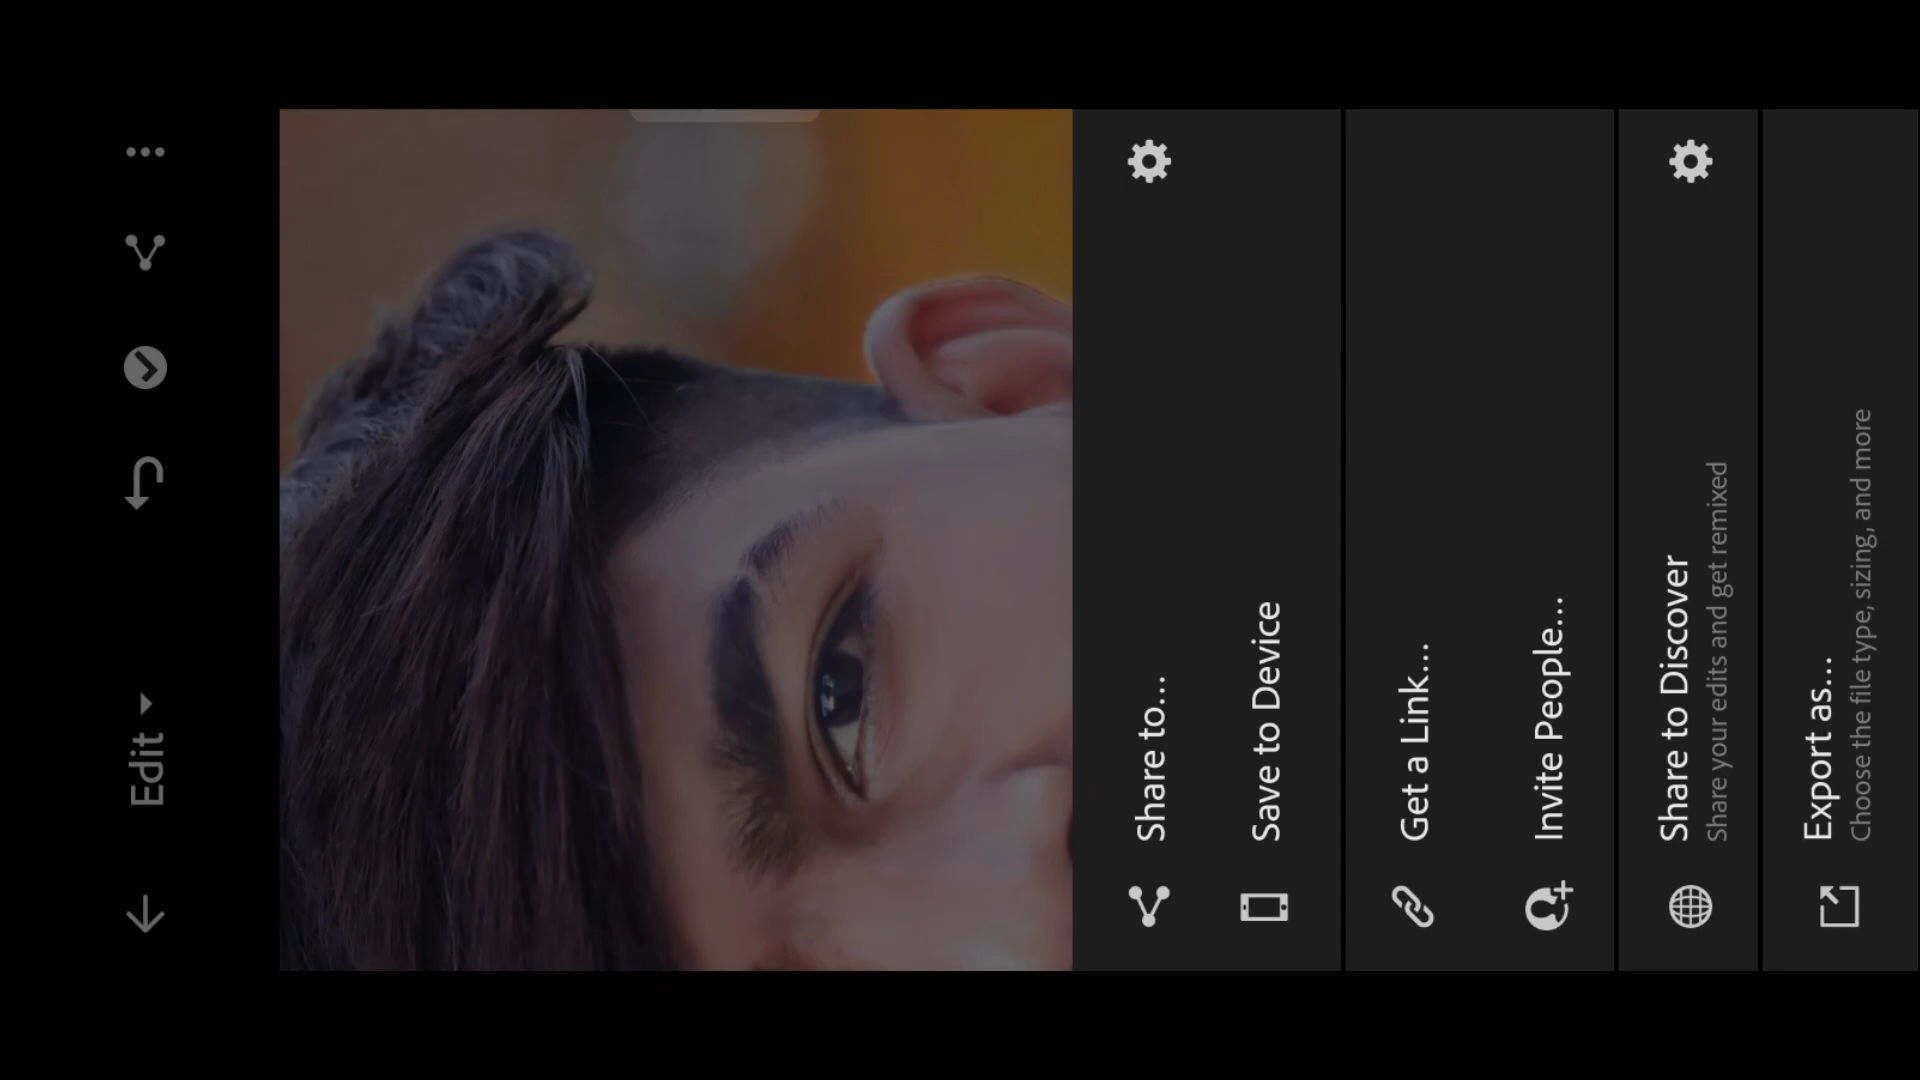 Edit
Share to...
Save to Device
Get a Link...
Invite People...
Share to Discover
Share your edits and get remixed
Export as...
Choose the file type, sizing, and more